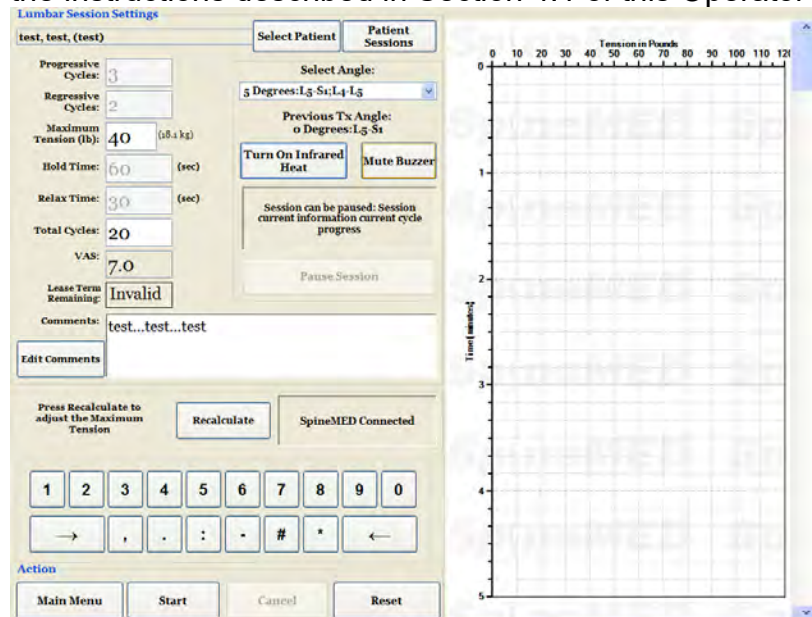 the instructions described in Section 4.4 of this Operator
Lumbar Session Settings
test, test, (test)
Select Patient
Patient
Sessions
Progressive
Cycles:
3
Regressive
Cycles:
2
Maximum
Tension (lb):
40
(18.1 kg)
Hold Time:
60
(sec)
Relax Time:
30
(sec)
Total Cycles:
20
VAS:
7.0
Lease Term
Remaining:
Invalid
Select Angle:
5 Degrees:L5-S1;L4-L5
Previous Tx Angle:
0 Degrees:L5-S1
Turn On Infrared
Heat
Mute Buzzer
Session can be paused: Session
current information current cycle
progress
Pause Session
Comments:
test...test...test
Edit Comments
Press Recalculate to
adjust the Maximum
Tension
Recalculate
SpineMED Connected
1 2 3 4 5 6 7 8 9 0
→ , . : - # * ←
Action
Main Menu
Start
Cancel
Reset
Tension in Pounds
0 10 20 30 40 50 60 70 80 90 100 110
Time [minutes]
0
1
2
3
4
5
SpineMED